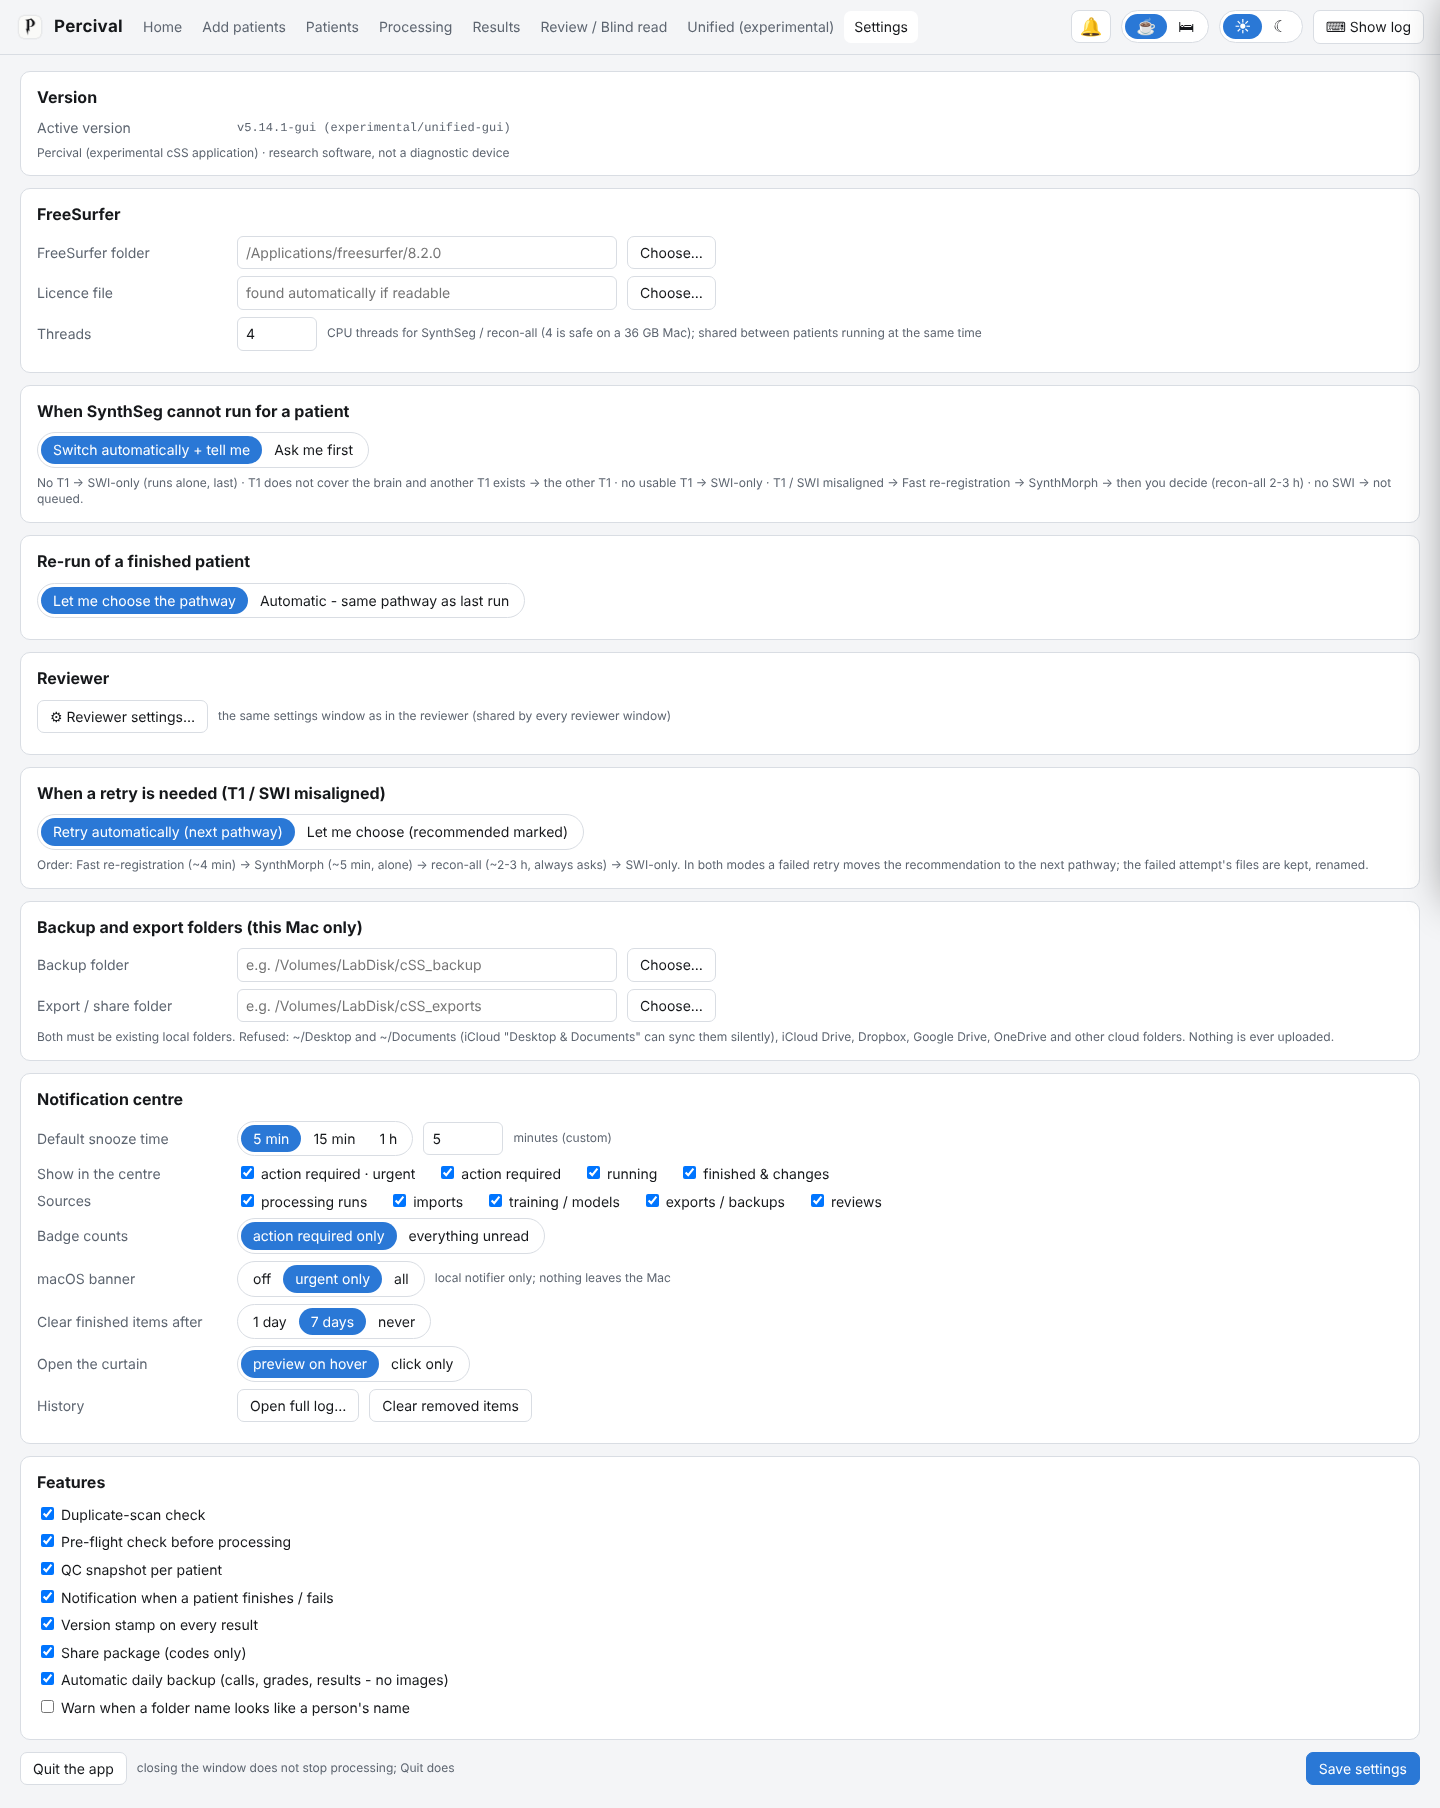 Percival Home Add patients Patients Processing Results Review / Blind read Unified (experimental) Settings Show log
Version
Active version v5.14.1-gui (experimental/unified-gui)
Percival (experimental cSS application) · research software, not a diagnostic device
FreeSurfer
FreeSurfer folder /Applications/freesurfer/8.2.0 Choose...
Licence file found automatically if readable Choose...
Threads 4 CPU threads for SynthSeg / recon-all (4 is safe on a 36 GB Mac); shared between patients running at the same time
When SynthSeg cannot run for a patient
Switch automatically + tell me Ask me first
No T1 → SWI-only (runs alone, last) · T1 does not cover the brain and another T1 exists → the other T1 · no usable T1 → SWI-only · T1 / SWI misaligned → Fast re-registration → SynthMorph → then you decide (recon-all 2-3 h) · no SWI → not
queued.
Re-run of a finished patient
Let me choose the pathway Automatic - same pathway as last run
Reviewer
⚙ Reviewer settings... the same settings window as in the reviewer (shared by every reviewer window)
When a retry is needed (T1 / SWI misaligned)
Retry automatically (next pathway) Let me choose (recommended marked)
Order: Fast re-registration (~4 min) → SynthMorph (~5 min, alone) → recon-all (~2-3 h, always asks) → SWI-only. In both modes a failed retry moves the recommendation to the next pathway; the failed attempt's files are kept, renamed.
Backup and export folders (this Mac only)
Backup folder e.g. /Volumes/LabDisk/cSS_backup Choose...
Export / share folder e.g. /Volumes/LabDisk/cSS_exports Choose...
Both must be existing local folders. Refused: ~/Desktop and ~/Documents (iCloud "Desktop & Documents" can sync them silently), iCloud Drive, Dropbox, Google Drive, OneDrive and other cloud folders. Nothing is ever uploaded.
Notification centre
Default snooze time 5 min 15 min 1 h 5 minutes (custom)
Show in the centre action required · urgent action required running finished & changes
Sources processing runs imports training / models exports / backups reviews
Badge counts action required only everything unread
macOS banner off urgent only all local notifier only; nothing leaves the Mac
Clear finished items after 1 day 7 days never
Open the curtain preview on hover click only
History Open full log... Clear removed items
Features
Duplicate-scan check
Pre-flight check before processing
QC snapshot per patient
Notification when a patient finishes / fails
Version stamp on every result
Share package (codes only)
Automatic daily backup (calls, grades, results - no images)
Warn when a folder name looks like a person's name
Quit the app closing the window does not stop processing; Quit does Save settings